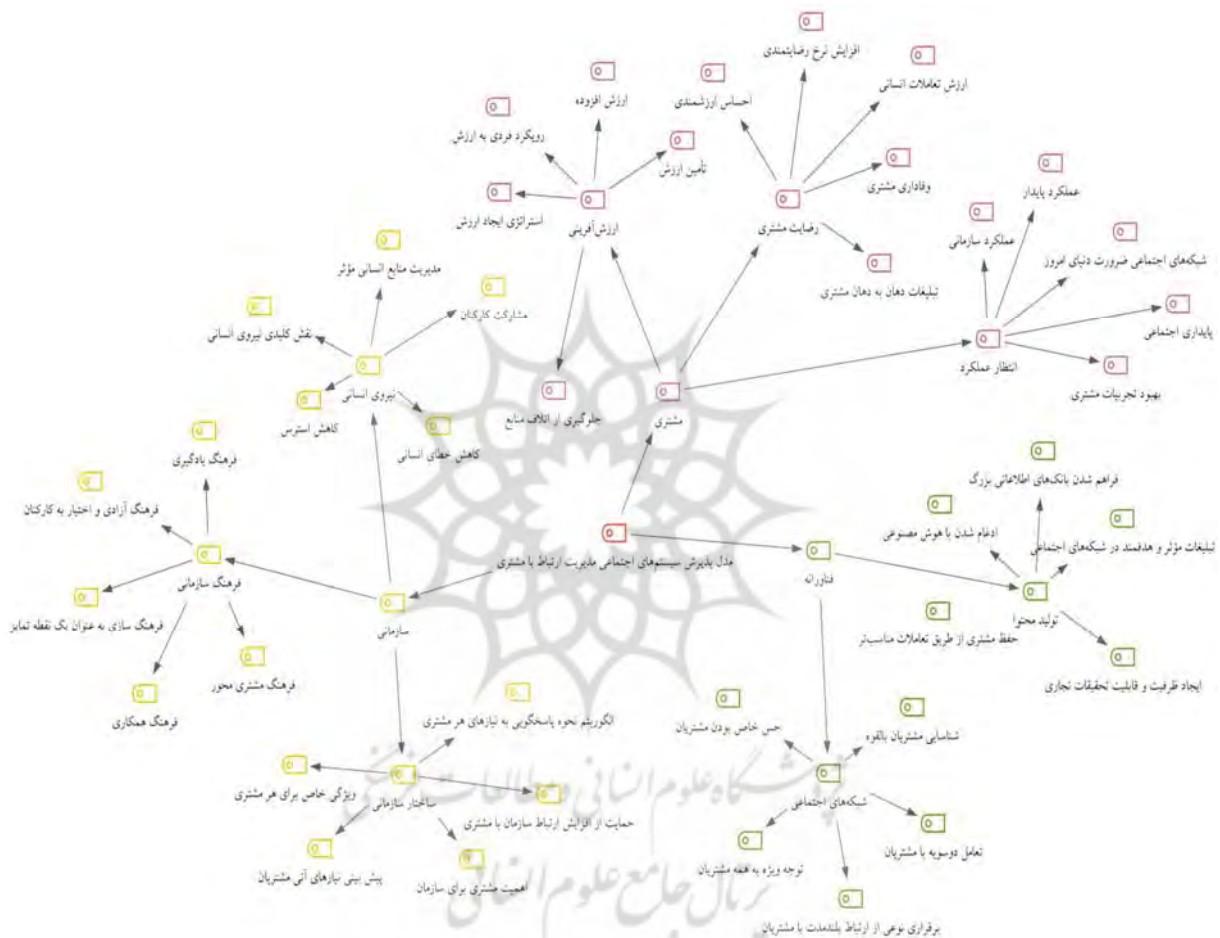 افزایش نرخ رضایتمندی
ارزش تعاملات انسانی
احساس ارزشمندی
ارزش افزوده
رویکرد فردی به ارزش
تأمین ارزش
وفاداری مشتری
عملکرد پایدار
استراتژی ایجاد ارزش
ارزش‌آفرینی
رضایت مشتری
عملکرد سازمانی
شبکه‌های اجتماعی ضرورت دنیای امروز
مدیریت منابع انسانی مؤثر
تبلیغات دهان به دهان مشتری
مشارکت کارکنان
نقش کلیدی نیروی انسانی
پایداری اجتماعی
انتظار عملکرد
نیروی انسانی
بهبود تجربیات مشتری
جلوگیری از اتلاف منابع
مشتری
کاهش استرس
کاهش خطای انسانی
فرهنگ یادگیری
فراهم شدن بانک‌های اطلاعاتی بزرگ
فرهنگ آزادی و اختیار به کارکنان
ادغام شدن با هوش مصنوعی
تبلیغات مؤثر و هدفمند در شبکه‌های اجتماعی
مدل پذیرش سیستم‌های اجتماعی مدیریت ارتباط با مشتری
فناورانه
فرهنگ سازمانی
تولید محتوا
فرهنگ سازی به عنوان یک نقطه تمایز
سازمانی
حفظ مشتری از طریق تعاملات مناسب‌تر
فرهنگ مشتری محور
ایجاد ظرفیت و قابلیت تحقیقات تجاری
فرهنگ همکاری
الگوریتم نحوه پاسخگویی به نیازهای هر مشتری
حس خاص بودن مشتریان
شناسایی مشتریان بالقوه
ویژگی خاص برای هر مشتری
ساختار سازمانی
شبکه‌های اجتماعی
حمایت از افزایش ارتباط سازمان با مشتری
تعامل دوسویه با مشتریان
توجه ویژه به همه مشتریان
پیش بینی نیازهای آتی مشتریان
اهمیت مشتری برای سازمان
برقراری نوعی از ارتباط بلندمدت با مشتریان
پژوهشگاه علوم انسانی و مطالعات فرهنگی
پرتال جامع علوم انسانی